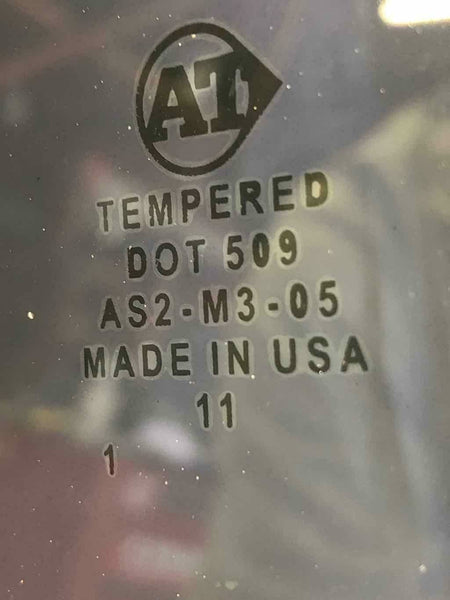 AT
TEMPERED
DOT 509
AS2-M3-05
MADE IN USA
11
1